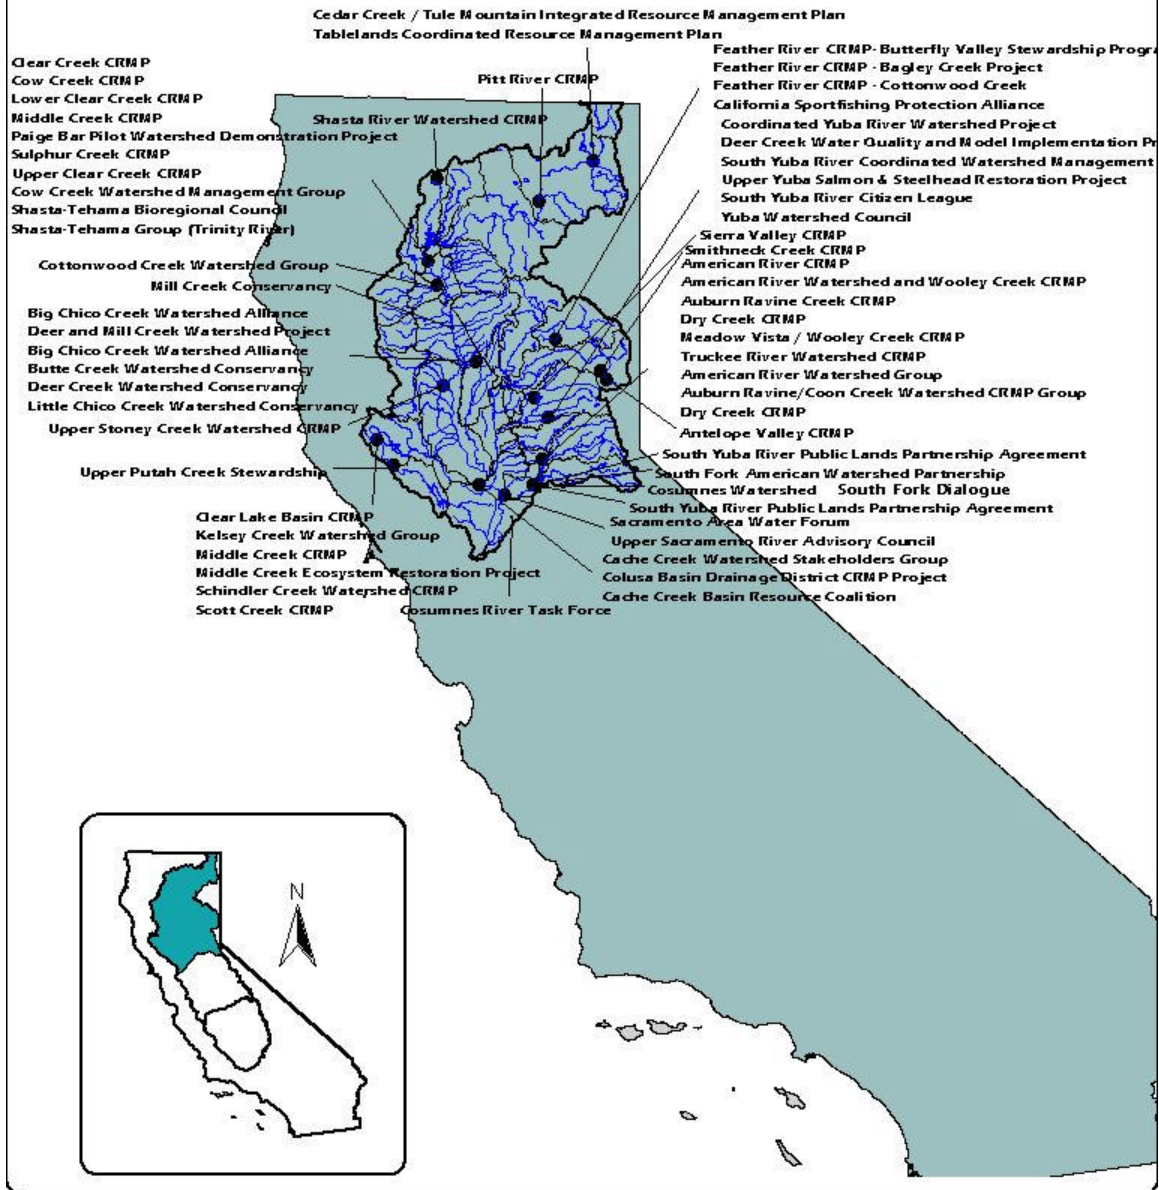 Cedar Creek / Tule Mountain Integrated Resource Management Plan
Tablelands Coordinated Resource Management Plan
Clear Creek CRMP
Cow Creek CRMP
Lower Clear Creek CRMP
Middle Creek CRMP
Paige Bar Pilot Watershed Demonstration Project
Sulphur Creek CRMP
Upper Clear Creek CRMP
Cow Creek Watershed Management Group
Shasta-Tehama Bioregional Council
Shasta-Tehama Group (Trinity River)
Pitt River CRMP
Shasta River Watershed CRMP
Feather River CRMP- Butterfly Valley Stewardship Progra
Feather River CRMP - Bagley Creek Project
Feather River CRMP - Cottonwood Creek
California Sportfishing Protection Alliance
Coordinated Yuba River Watershed Project
Deer Creek Water Quality and Model Implementation Pr
South Yuba River Coordinated Watershed Management
Upper Yuba Salmon & Steelhead Restoration Project
South Yuba River Citizen League
Yuba Watershed Council
Sierra Valley CRMP
Smithneck Creek CRMP
American River CRMP
American River Watershed and Wooley Creek CRMP
Auburn Ravine Creek CRMP
Dry Creek CRMP
Meadow Vista / Wooley Creek CRMP
Truckee River Watershed CRMP
American River Watershed Group
Auburn Ravine/Coon Creek Watershed CRMP Group
Dry Creek CRMP
Antelope Valley CRMP
Cottonwood Creek Watershed Group
Mill Creek Conservancy
Big Chico Creek Watershed Alliance
Deer and Mill Creek Watershed Project
Big Chico Creek Watershed Alliance
Butte Creek Watershed Conservancy
Deer Creek Watershed Conservancy
Little Chico Creek Watershed Conservancy
Upper Stoney Creek Watershed CRMP
Upper Putah Creek Stewardship
South Yuba River Public Lands Partnership Agreement
South Fork American Watershed Partnership
Cosumnes Watershed South Fork Dialogue
South Yuba River Public Lands Partnership Agreement
Sacramento Area Water Forum
Upper Sacramento River Advisory Council
Cache Creek Watershed Stakeholders Group
Colusa Basin Drainage District CRMP Project
Cache Creek Basin Resource Coalition
Clear Lake Basin CRMP
Kelsey Creek Watershed Group
Middle Creek CRMP
Middle Creek Ecosystem Restoration Project
Schindler Creek Watershed CRMP
Scott Creek CRMP
Cosumnes River Task Force
N